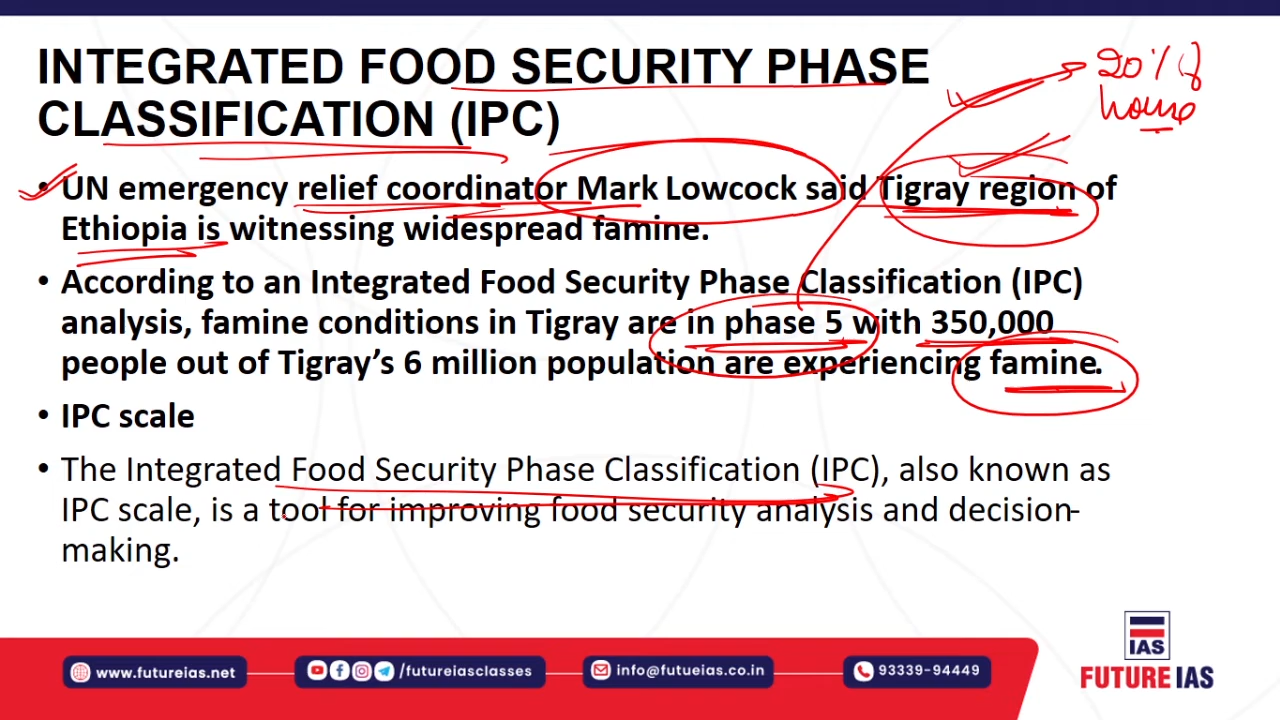 INTEGRATED FOOD SECURITY PHASE
CLASSIFICATION (IPC)
20% of
house
• UN emergency relief coordinator Mark Lowcock said Tigray region of
Ethiopia is witnessing widespread famine.
• According to an Integrated Food Security Phase Classification (IPC)
analysis, famine conditions in Tigray are in phase 5 with 350,000
people out of Tigray's 6 million population are experiencing famine.
• IPC scale
• The Integrated Food Security Phase Classification (IPC), also known as
IPC scale, is a tool for improving food security analysis and decision-
making.
IAS
FUTURE IAS
www.futureias.net
/futureiasclasses
info@futueias.co.in
93339-94449